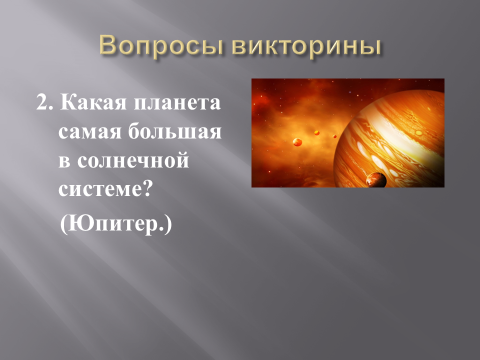 Вопросы викторины
2. Какая планета
самая большая
в солнечной
системе?
(Юпитер.)